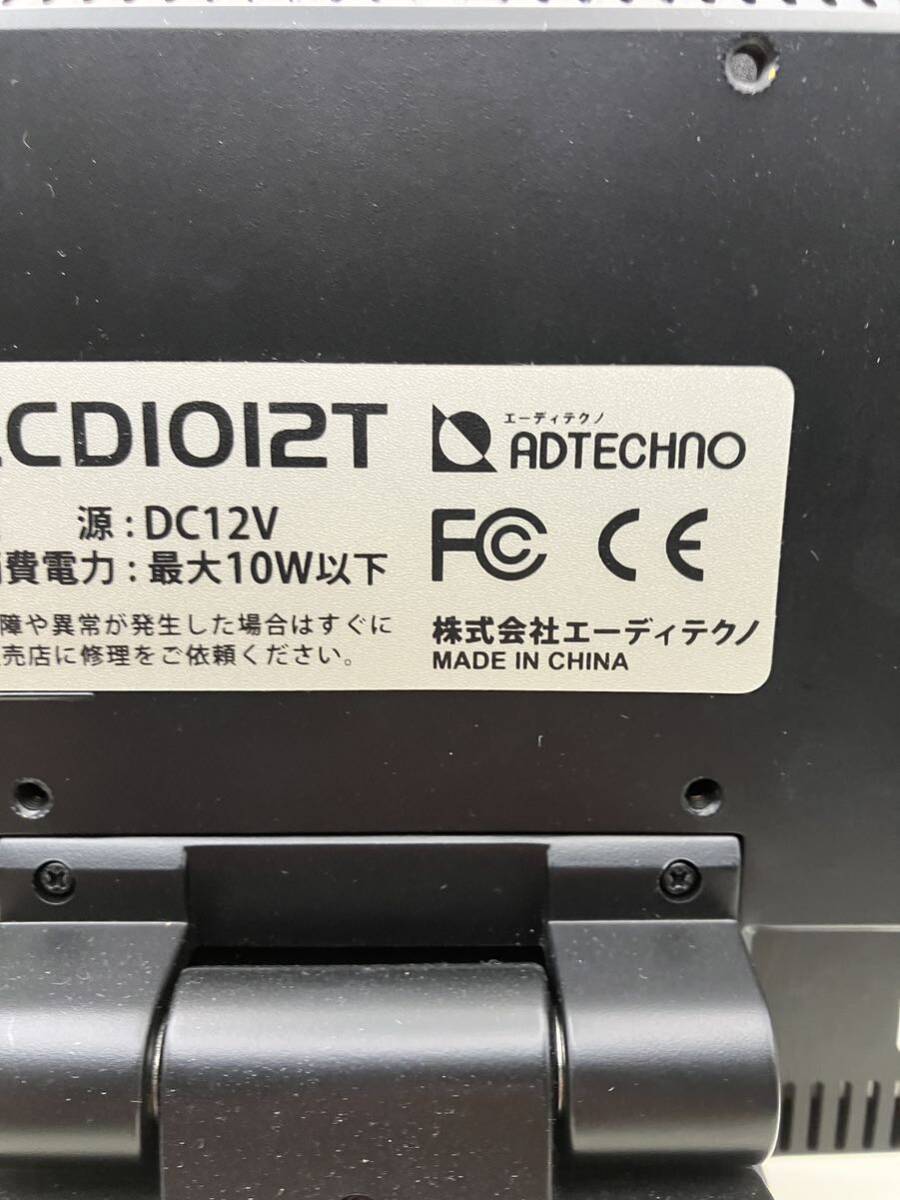 LCD1012T
エーディテクノ
ADTECHNO
源:DC12V
消費電力:最大10W以下
FC CE
障や異常が発生した場合はすぐに
売店に修理をご依頼ください。
株式会社エーディテクノ
MADE IN CHINA